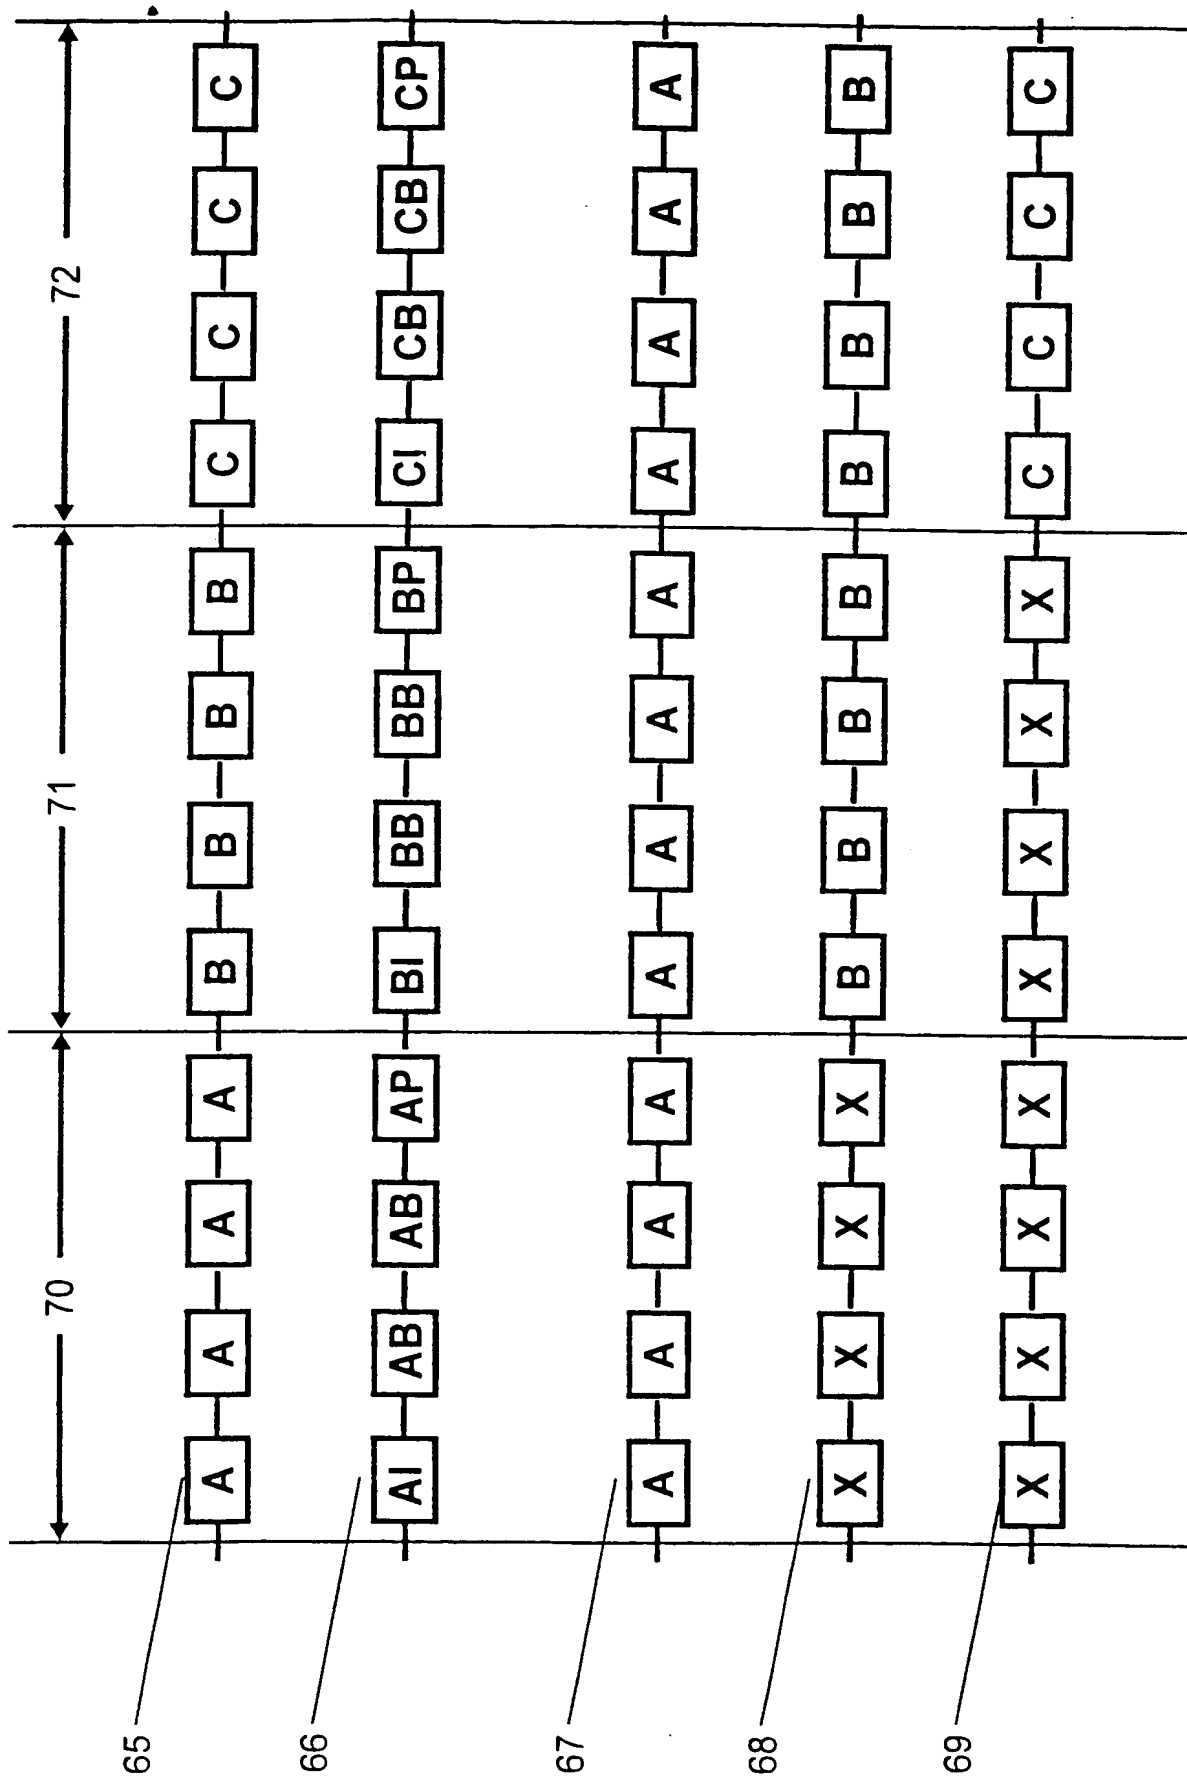 70 71 72
65 A A A A B B B B C C C C
66 AI AB AB AP BI BB BB BP CI CB CB CP
67 A A A A A A A A A A A A
68 X X X X B B B B B B B B
69 X X X X X X X X C C C C